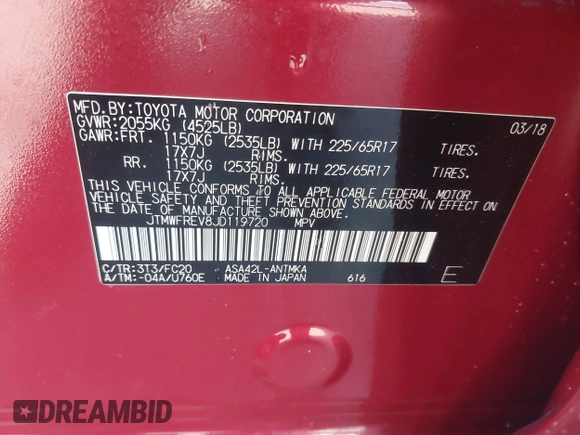 MFD.BY:TOYOTA MOTOR CORPORATION 03/18
GVWR:2055KG (4525LB)
GAWR:FRT. 1150KG (2535LB) WITH 225/65R17 TIRES.
17X7J RIMS.
RR. 1150KG (2535LB) WITH 225/65R17 TIRES.
17X7J RIMS.
THIS VEHICLE CONFORMS TO ALL APPLICABLE FEDERAL MOTOR
VEHICLE SAFETY AND THEFT PREVENTION STANDARDS IN EFFECT ON
THE DATE OF MANUFACTURE SHOWN ABOVE.
JTMWFREV8JD119720 MPV
C/TR:3T3/FC20 ASA42L-ANTMKA
A/TM:-04A/U760E MADE IN JAPAN 616 E
DREAMBID